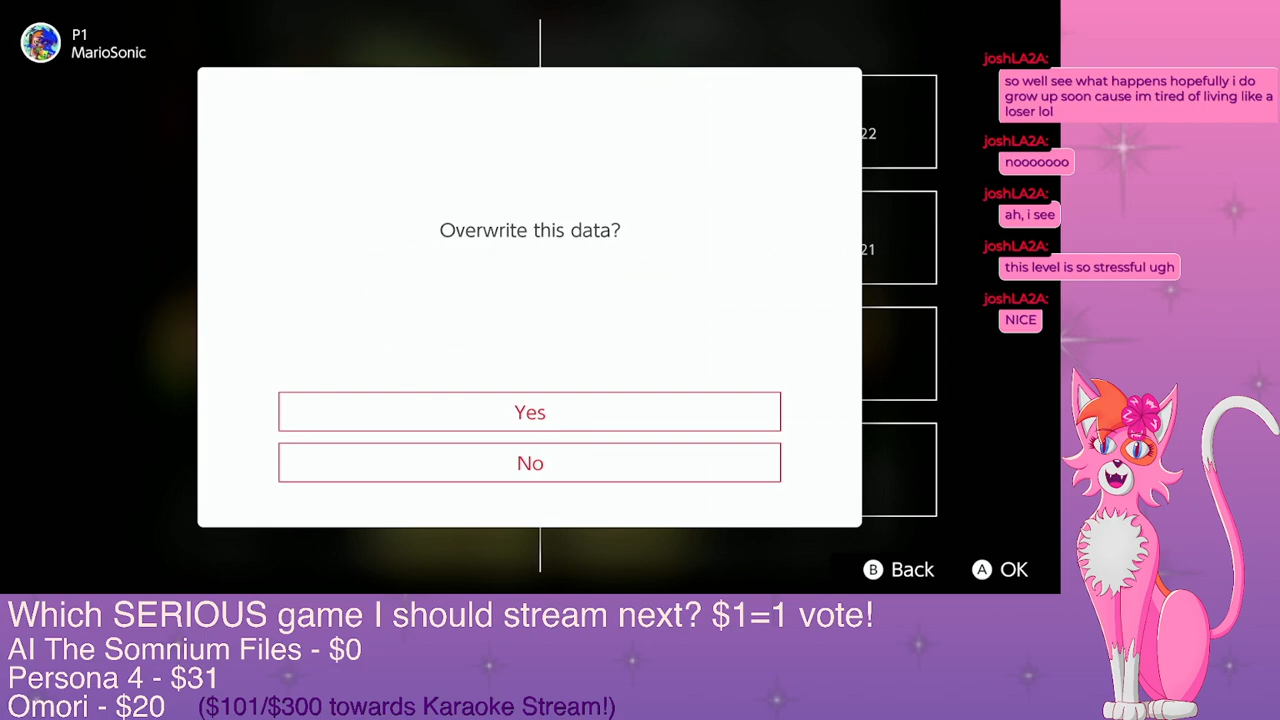 P1
MarioSonic
22
21
Overwrite this data?
Yes
No
B Back
A OK
joshLA2A:
so well see what happens hopefully i do
grow up soon cause im tired of living like a
loser lol
joshLA2A:
nooooooo
joshLA2A:
ah, i see
joshLA2A:
this level is so stressful ugh
joshLA2A:
NICE
Which SERIOUS game I should stream next? $1=1 vote!
AI The Somnium Files - $0
Persona 4 - $31
Omori - $20 ($101/$300 towards Karaoke Stream!)